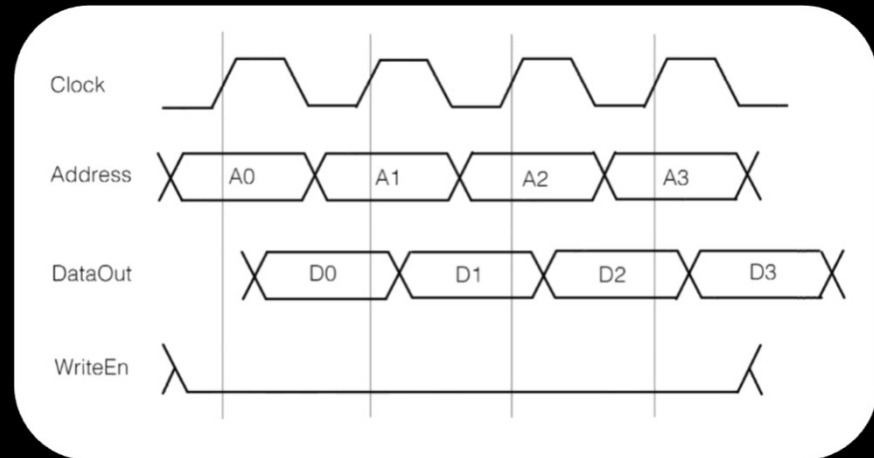 Clock
Address A0 A1 A2 A3
DataOut D0 D1 D2 D3
WriteEn